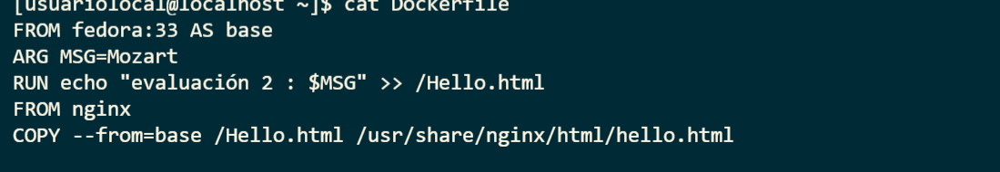 [usuariolocal@localhost ~]$ cat Dockerfile
FROM fedora:33 AS base
ARG MSG=Mozart
RUN echo "evaluación 2 : $MSG" >> /Hello.html
FROM nginx
COPY --from=base /Hello.html /usr/share/nginx/html/hello.html